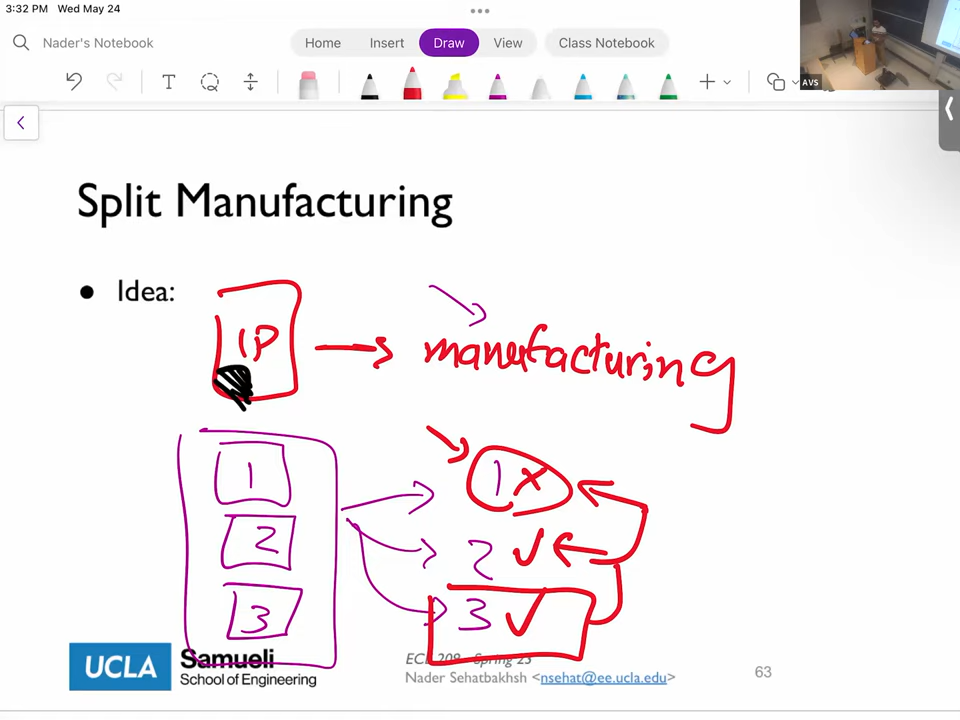 3:32 PM Wed May 24
Nader's Notebook
Home Insert Draw View Class Notebook
T
AVS
Split Manufacturing
● Idea:
IP → manufacturing
1
2
3
1 x
2 ✓
3 ✓
UCLA Samueli
School of Engineering
Spring 23
Nader Sehatbakhsh <nsehat@ee.ucla.edu>
63